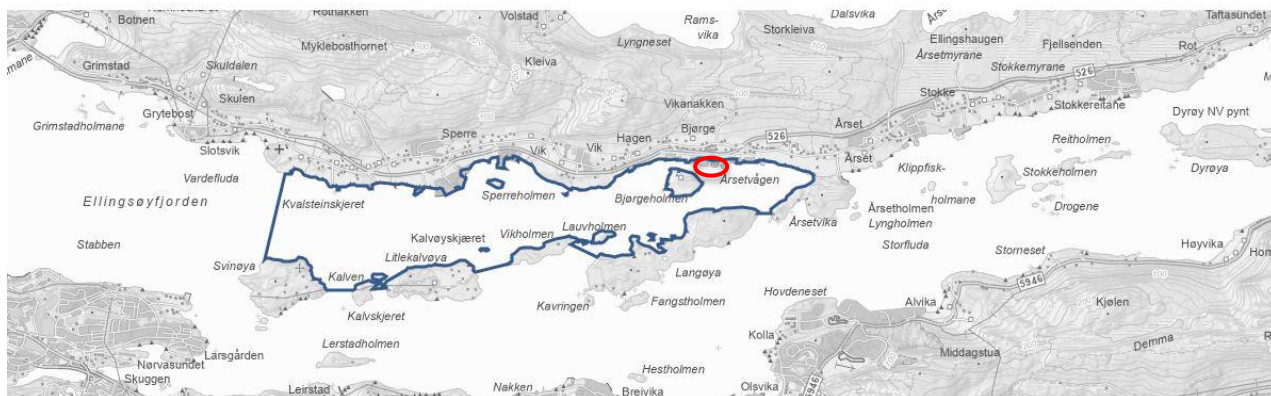 Botnen
Rotnakken
Volstad
Rams-
vika
Dalsvika
Taftasundet
Myklebosthornet
Lyngneset
Storkleiva
Ellingshaugen
Fjellsenden
Rot
Grimstad
Skuldalen
Kleiva
Årsetmyrane
Stokkemyrane
526
Skulen
Vikanakken
Stokke
Stokkereitane
Grytebost
Grimstadholmane
Sperre
Hagen
Bjørge
526
Årset
Dyrøy NV pynt
Slotsvik
Vik
Vik
Reitholmen
Vardefluda
Årset
Klippfisk-
holmane
Stokkeholmen
Dyrøya
Ellingsøyfjorden
Kvalsteinskjeret
Sperreholmen
Bjørgeholmen
Årsetvågen
Årsetholmen
Drogene
Stabben
Kalvøyskjæret
Vikholmen
Lauvholmen
Årsetvika
Lyngholmen
Storfluda
Storneset
Høyvika
Svinøya
Kalven
Litlekalvøya
Langøya
5946
100
Kavringen
Fangstholmen
Hovdeneset
Alvika
Kjølen
Kalvskjeret
Kolla
Demma
Nørvasundet
Larsgården
Lerstadholmen
Middagstua
Skuggen
Hestholmen
Leirstad
Nakken
Breivika
Olsvika
5946